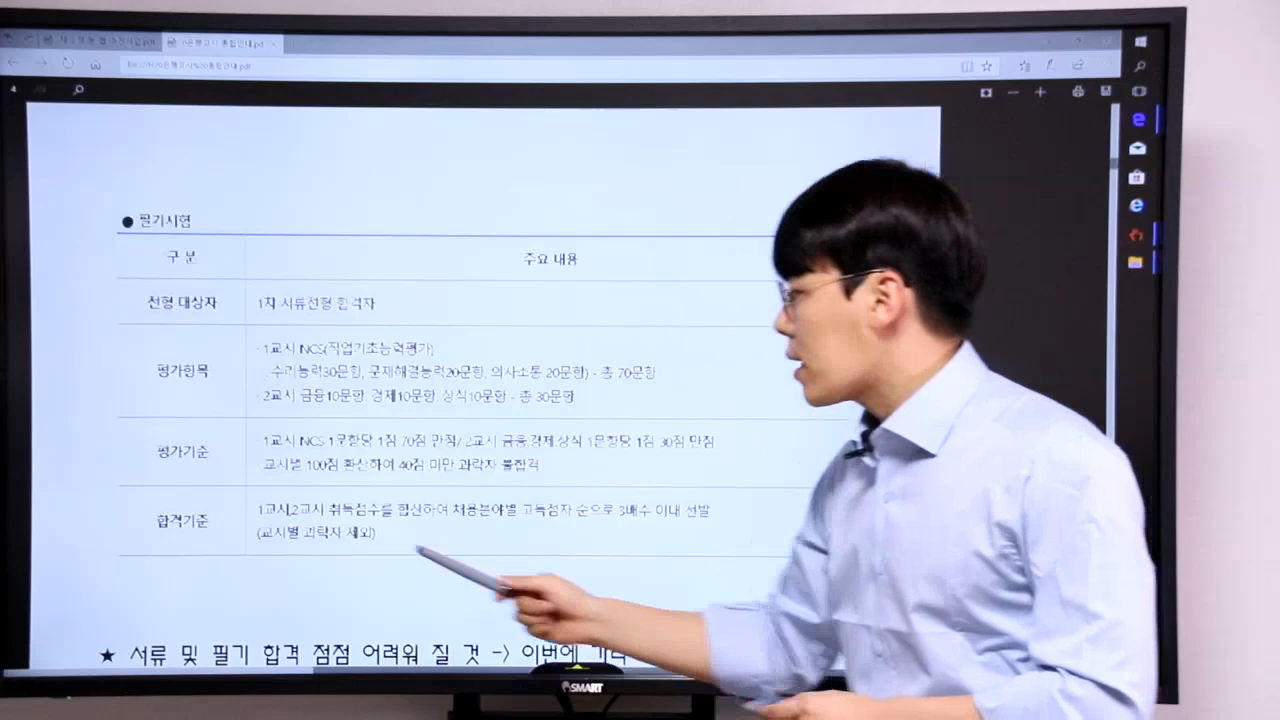 ● 필기시험
구 분
주요 내용
전형 대상자
1차 서류전형 합격자
평가항목
- 1교시 NCS(직업기초능력평가)
수리능력30문항, 문제해결능력20문항, 의사소통 20문항) - 총 70문항
- 2교시 금융10문항, 경제10문항, 상식10문항 - 총 30문항
평가기준
- 1교시 NCS 1문항당 1점 70점 만점/ 2교시 금융,경제,상식 1문항당 1점 30점 만점
교시별 100점 환산하여 40점 미만 과락자 불합격
합격기준
1교시,2교시 취득점수를 합산하여 채용분야별 고득점자 순으로 3배수 이내 선발
(교시별 과락자 제외)
★ 서류 및 필기 합격 점점 어려워 질 것 -> 이번에
SMART